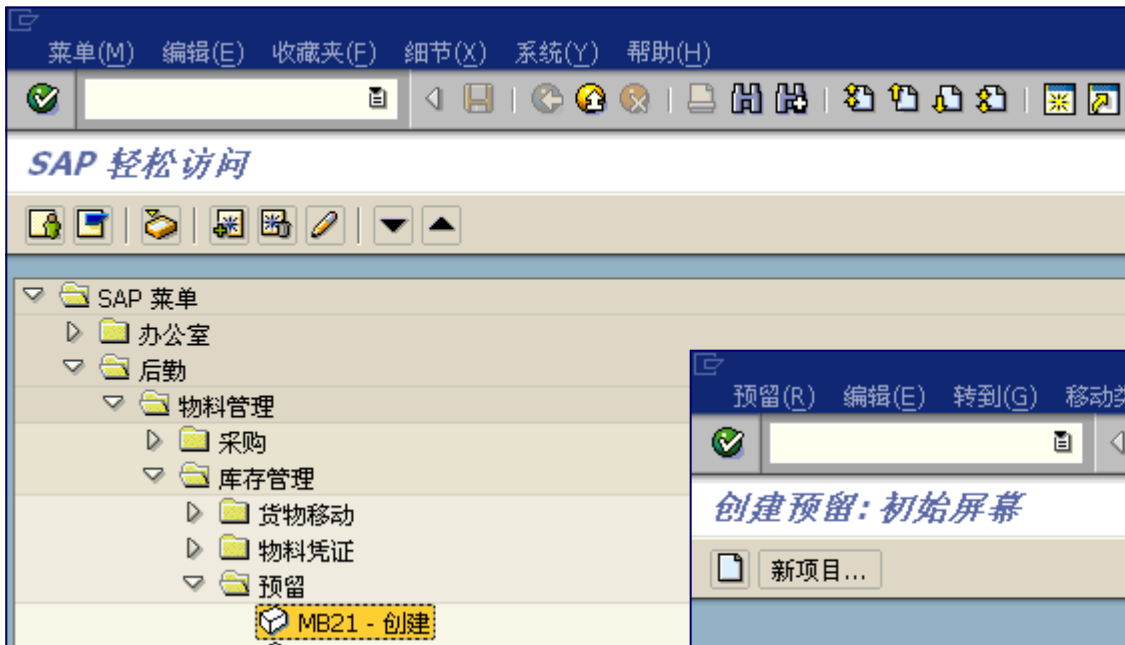 菜单(M) 编辑(E) 收藏夹(F) 细节(X) 系统(Y) 帮助(H)
SAP 轻松访问
SAP 菜单
办公室
后勤
物料管理
采购
库存管理
货物移动
物料凭证
预留
MB21 - 创建
预留(R) 编辑(E) 转到(G) 移动类
创建预留: 初始屏幕
新项目...